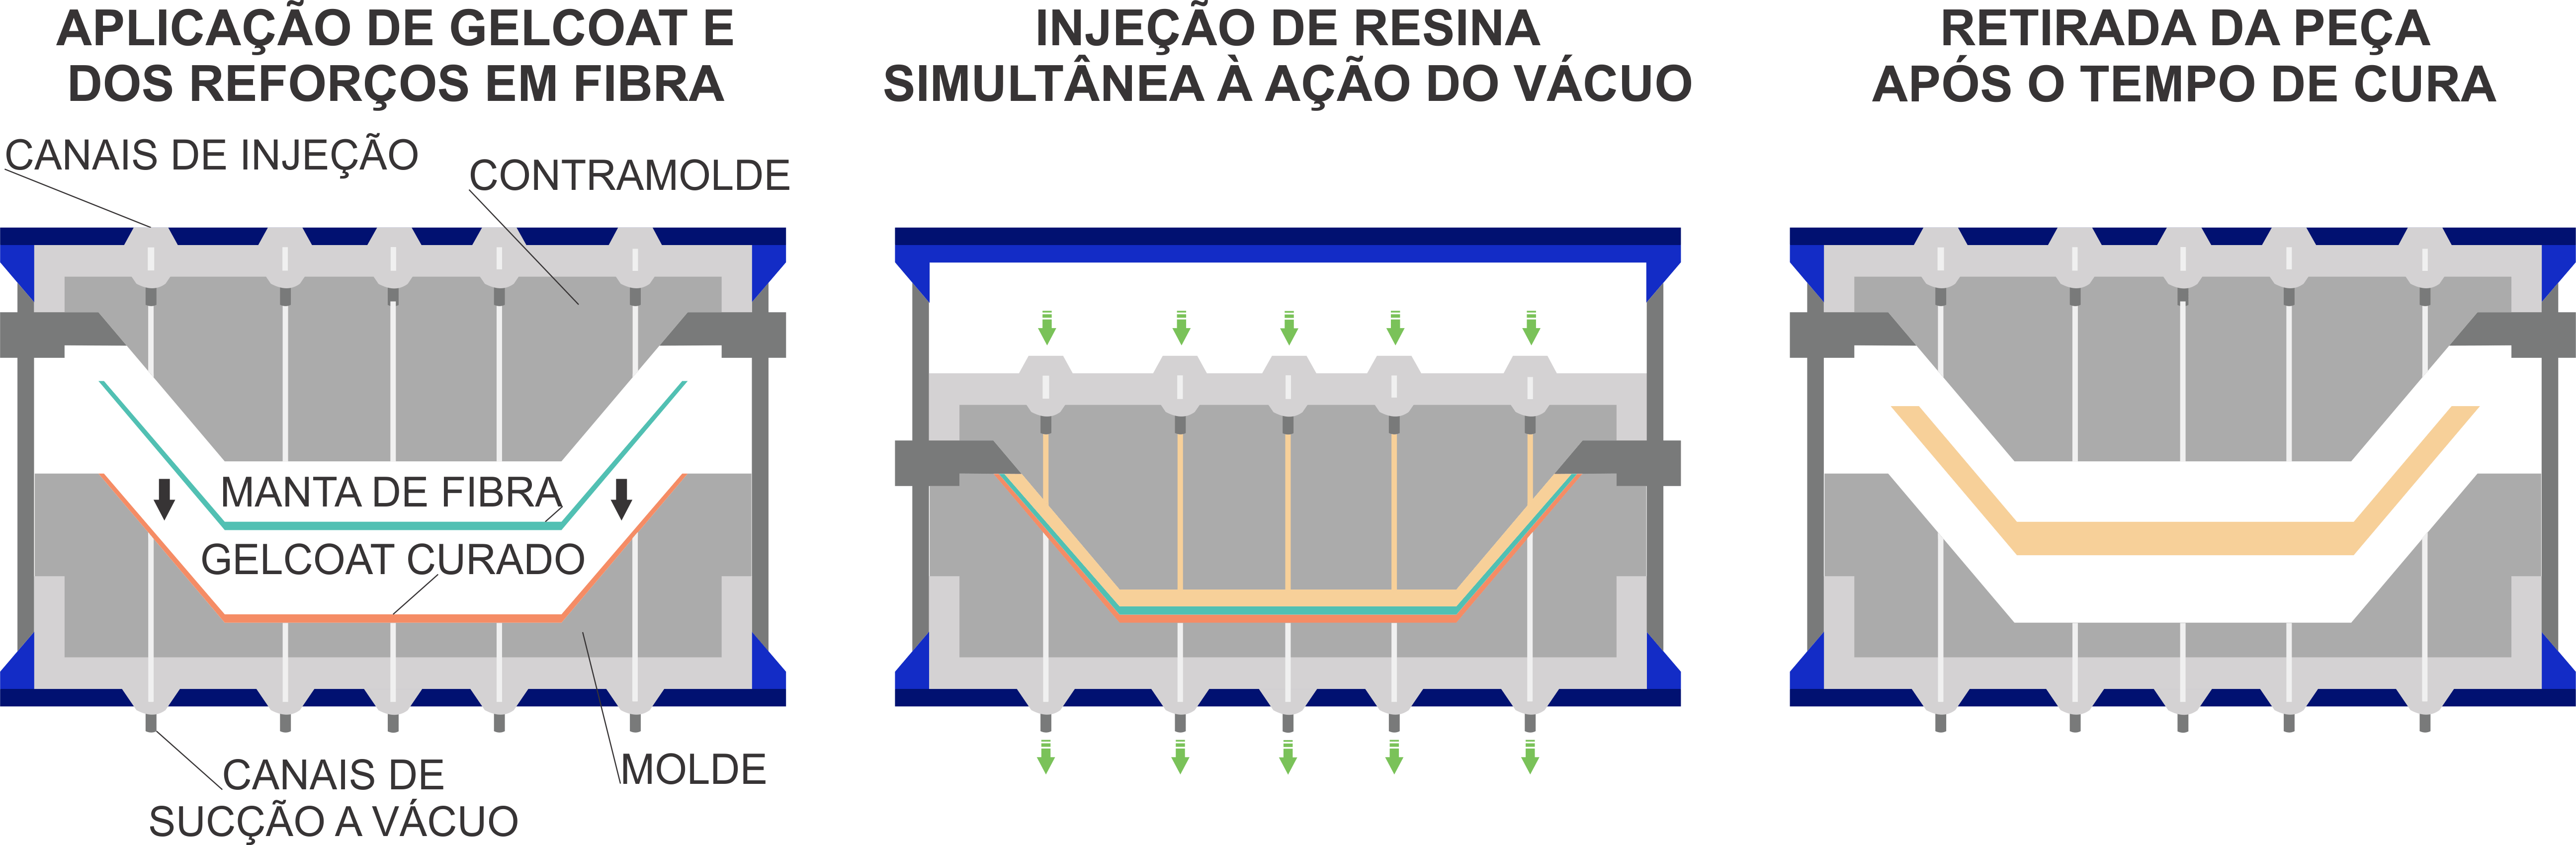 APLICAÇÃO DE GELCOAT E
DOS REFORÇOS EM FIBRA
CANAIS DE INJEÇÃO
CONTRAMOLDE
MANTA DE FIBRA
GELCOAT CURADO
CANAIS DE
SUCÇÃO A VÁCUO
MOLDE
INJEÇÃO DE RESINA
SIMULTÂNEA À AÇÃO DO VÁCUO
RETIRADA DA PEÇA
APÓS O TEMPO DE CURA